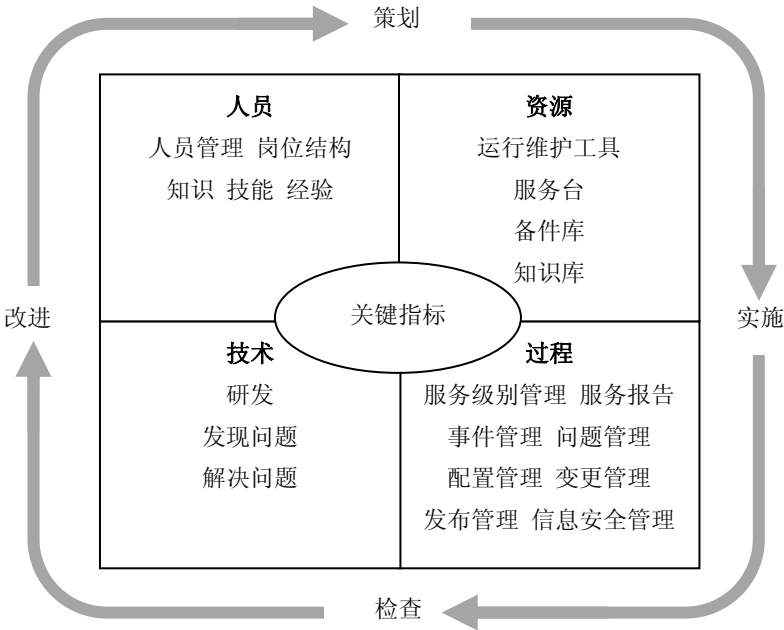 策划
人员
人员管理 岗位结构
知识 技能 经验
资源
运行维护工具
服务台
备件库
知识库
改进
关键指标
实施
技术
研发
发现问题
解决问题
过程
服务级别管理 服务报告
事件管理 问题管理
配置管理 变更管理
发布管理 信息安全管理
检查